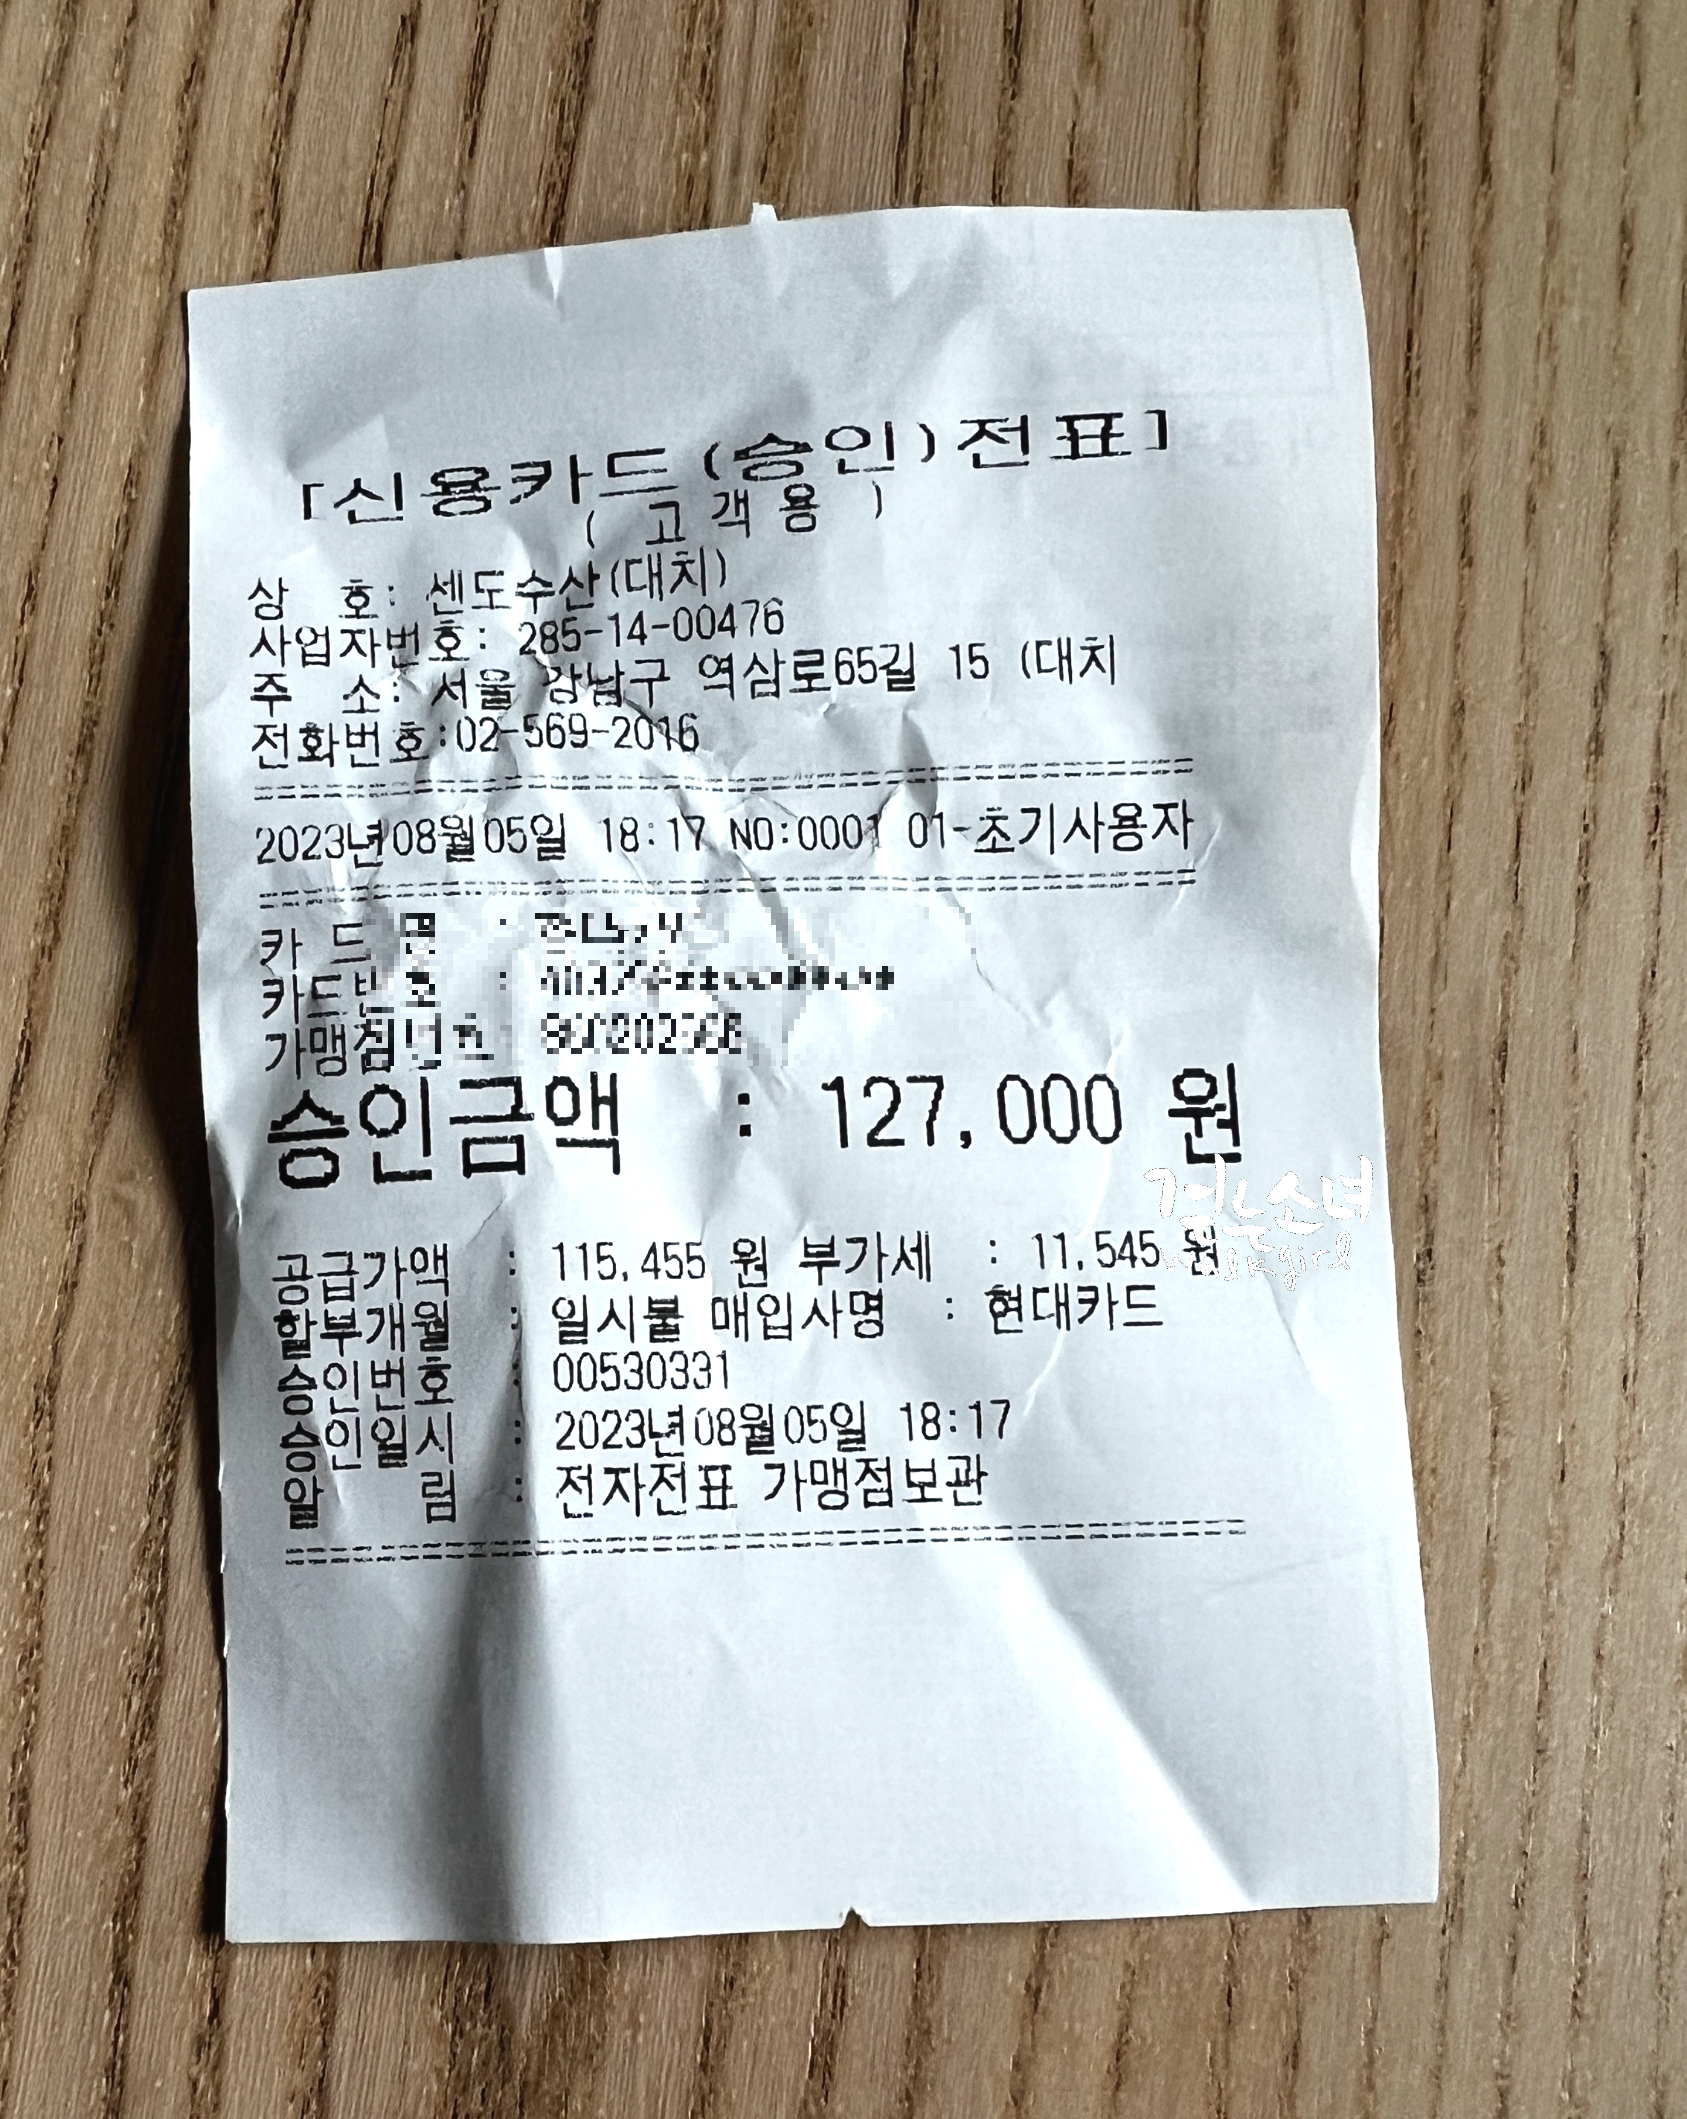 [신용카드(승인)전표]
( 고 객 용 )
상 호: 센도수산(대치)
사업자번호: 285-14-00476
주 소: 서울 강남구 역삼로65길 15 (대치
전화번호:02-569-2016
2023년08월05일 18:17 NO:0001 01-초기사용자
카 드 명 :
카드번호 :
가맹점번호 :
승인금액 : 127,000 원
걷는소녀
공급가액 : 115,455 원 부가세 : 11,545 원
walkgirl
할부개월 : 일시불 매입사명 : 현대카드
승인번호 : 00530331
승인일시 : 2023년08월05일 18:17
알 림 : 전자전표 가맹점보관